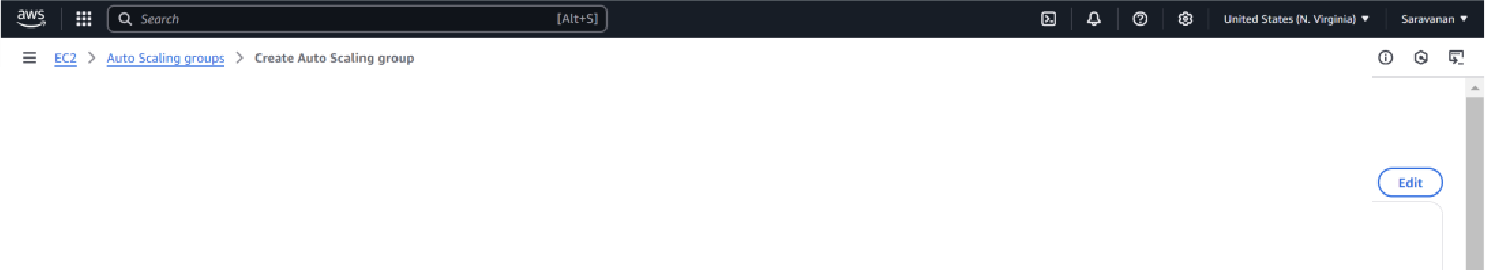 aws Search [Alt+S] United States (N. Virginia) Saravanan
EC2 > Auto Scaling groups > Create Auto Scaling group
Edit